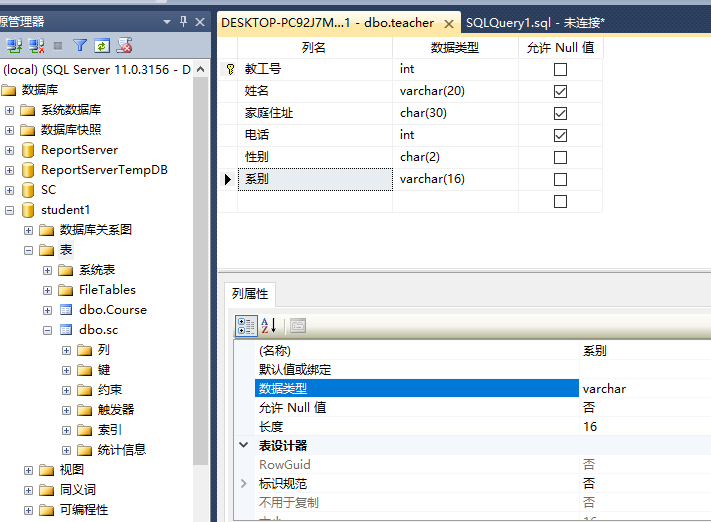 源管理器
(local) (SQL Server 11.0.3156 - D
数据库
系统数据库
数据库快照
ReportServer
ReportServerTempDB
SC
student1
数据库关系图
表
系统表
FileTables
dbo.Course
dbo.sc
列
键
约束
触发器
索引
统计信息
视图
同义词
可编程性
DESKTOP-PC92J7M...1 - dbo.teacher SQLQuery1.sql - 未连接*
列名 数据类型 允许 Null 值
教工号 int
姓名 varchar(20)
家庭住址 char(30)
电话 int
性别 char(2)
系别 varchar(16)
列属性
(名称) 系别
默认值或绑定
数据类型 varchar
允许 Null 值 否
长度 16
表设计器
RowGuid 否
标识规范 否
不用于复制 否